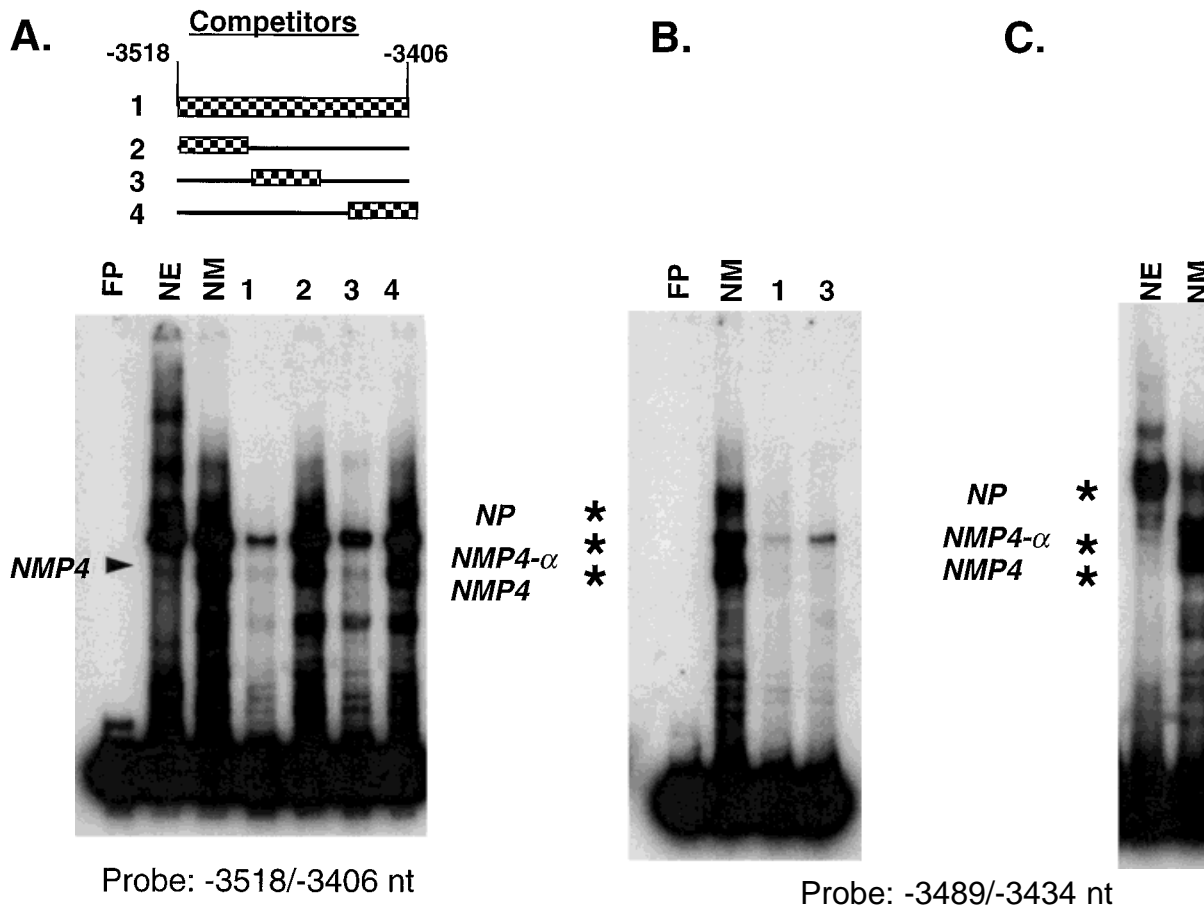 A.
Competitors
-3518
-3406
1
2
3
4
FP NE NM 1 2 3 4
NMP4
Probe: -3518/-3406 nt
B.
FP NM 1 3
NP *
NMP4-α *
NMP4 *
C.
NE NM
NP *
NMP4-α *
NMP4 *
Probe: -3489/-3434 nt